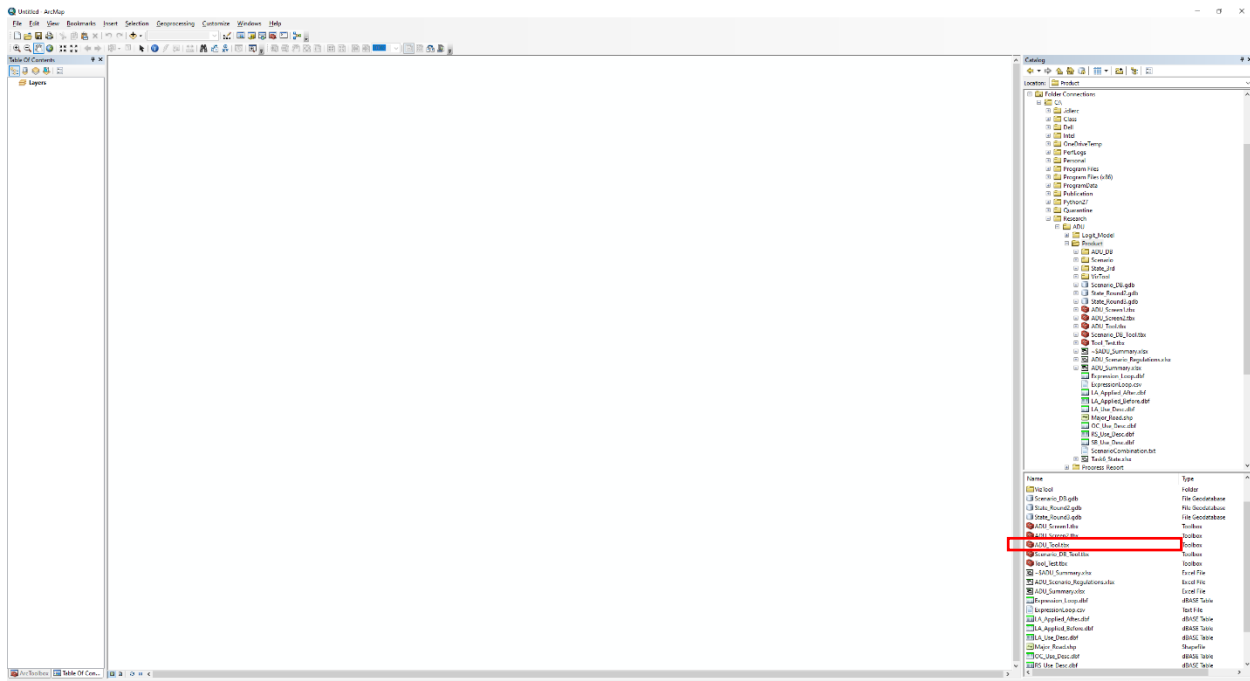 Untitled - ArcMap
File Edit View Bookmarks Insert Selection Geoprocessing Customize Windows Help
Table Of Contents
Layers
ArcToolbox Table Of Con...
Catalog
Location: Product
Folder Connections
C:\
Class
Dell
Intel
OneDriveTemp
PerfLogs
Personal
Program Files
Program Files (x86)
ProgramData
Publication
Python27
Quarantine
Research
ADU
Logit_Model
Product
ADU_DB
Scenario
State_3rd
VizTool
Scenario_DB.gdb
State_Round2.gdb
State_Round3.gdb
ADU_Screen1.tbx
ADU_Screen2.tbx
ADU_Tool.tbx
Scenario_DB_Tool.tbx
Tool_Test.tbx
~$ADU_Summary.xlsx
ADU_Scenario_Regulations.xlsx
ADU_Summary.xlsx
Expression_Loop.dbf
ExpressionLoop.csv
LA_Applied_After.dbf
LA_Applied_Before.dbf
LA_Use_Desc.dbf
Major_Road.shp
OC_Use_Desc.dbf
RS_Use_Desc.dbf
SB_Use_Desc.dbf
ScenarioCombination.txt
Task6_State.xlsx
Progress Report
Name Type
VizTool Folder
Scenario_DB.gdb File Geodatabase
State_Round2.gdb File Geodatabase
State_Round3.gdb File Geodatabase
ADU_Screen1.tbx Toolbox
ADU_Screen2.tbx Toolbox
ADU_Tool.tbx Toolbox
Scenario_DB_Tool.tbx Toolbox
Tool_Test.tbx Toolbox
~$ADU_Summary.xlsx Excel File
ADU_Scenario_Regulations.xlsx Excel File
ADU_Summary.xlsx Excel File
Expression_Loop.dbf dBASE Table
ExpressionLoop.csv Text File
LA_Applied_After.dbf dBASE Table
LA_Applied_Before.dbf dBASE Table
LA_Use_Desc.dbf dBASE Table
Major_Road.shp Shapefile
OC_Use_Desc.dbf dBASE Table
RS_Use_Desc.dbf dBASE Table